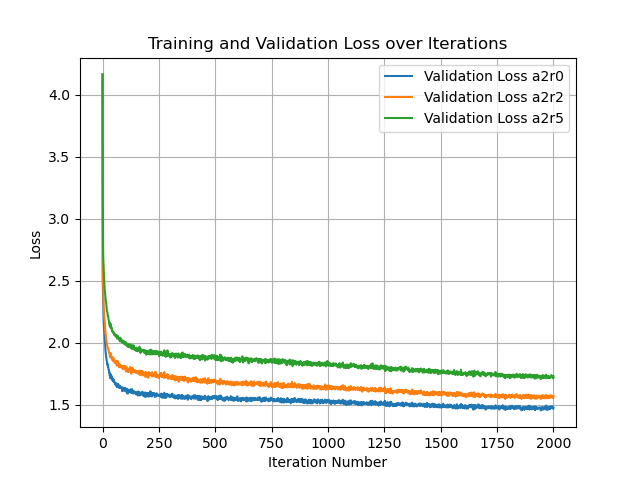 Training and Validation Loss over Iterations
Validation Loss a2r0
Validation Loss a2r2
Validation Loss a2r5
Loss
4.0
3.5
3.0
2.5
2.0
1.5
0 250 500 750 1000 1250 1500 1750 2000
Iteration Number